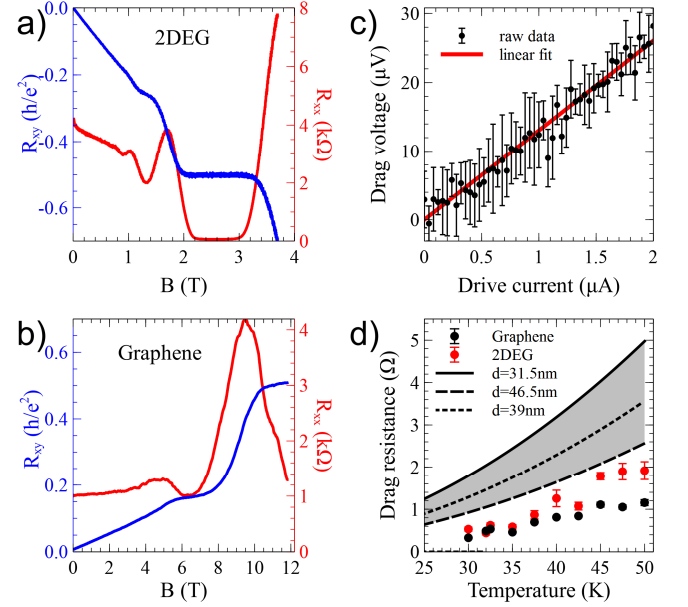 a)
2DEG
R_xy (h/e²)
0.0
-0.2
-0.4
-0.6
R_xx (kΩ)
8
6
4
2
0
0 1 2 3 4
B (T)
c)
raw data
linear fit
Drag voltage (μV)
30
20
10
0
0 0.5 1 1.5 2
Drive current (μA)
b)
Graphene
R_xy (h/e²)
0.6
0.4
0.2
0.0
R_xx (kΩ)
4
3
2
1
0
0 2 4 6 8 10 12
B (T)
d)
Graphene
2DEG
d=31.5nm
d=46.5nm
d=39nm
Drag resistance (Ω)
5
4
3
2
1
0
25 30 35 40 45 50
Temperature (K)